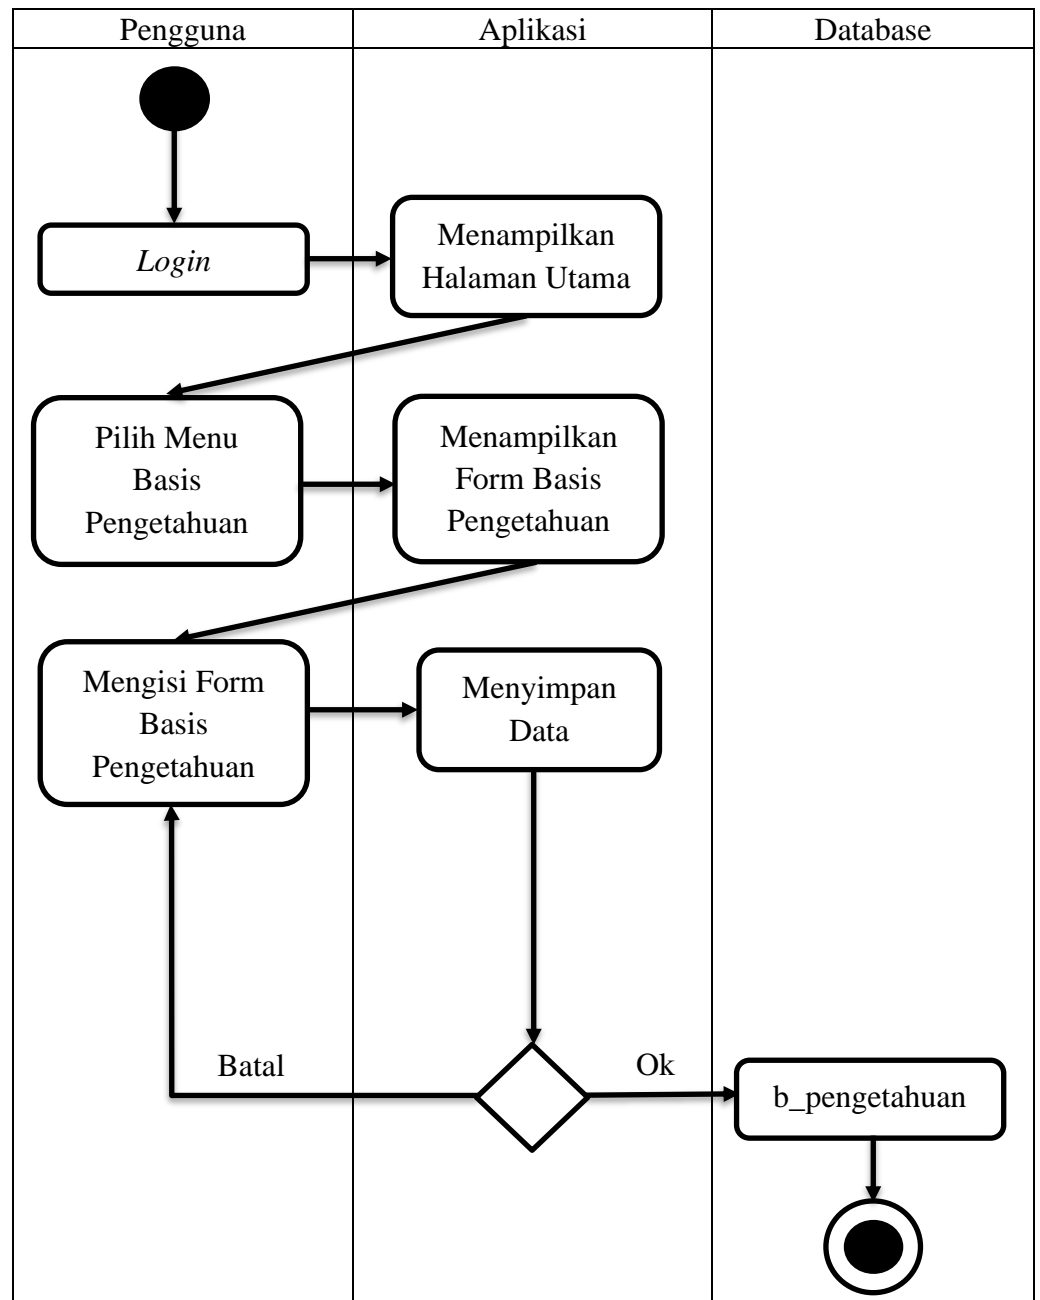 Pengguna
Aplikasi
Database
Login
Menampilkan
Halaman Utama
Pilih Menu
Basis
Pengetahuan
Menampilkan
Form Basis
Pengetahuan
Mengisi Form
Basis
Pengetahuan
Menyimpan
Data
Batal
Ok
b_pengetahuan